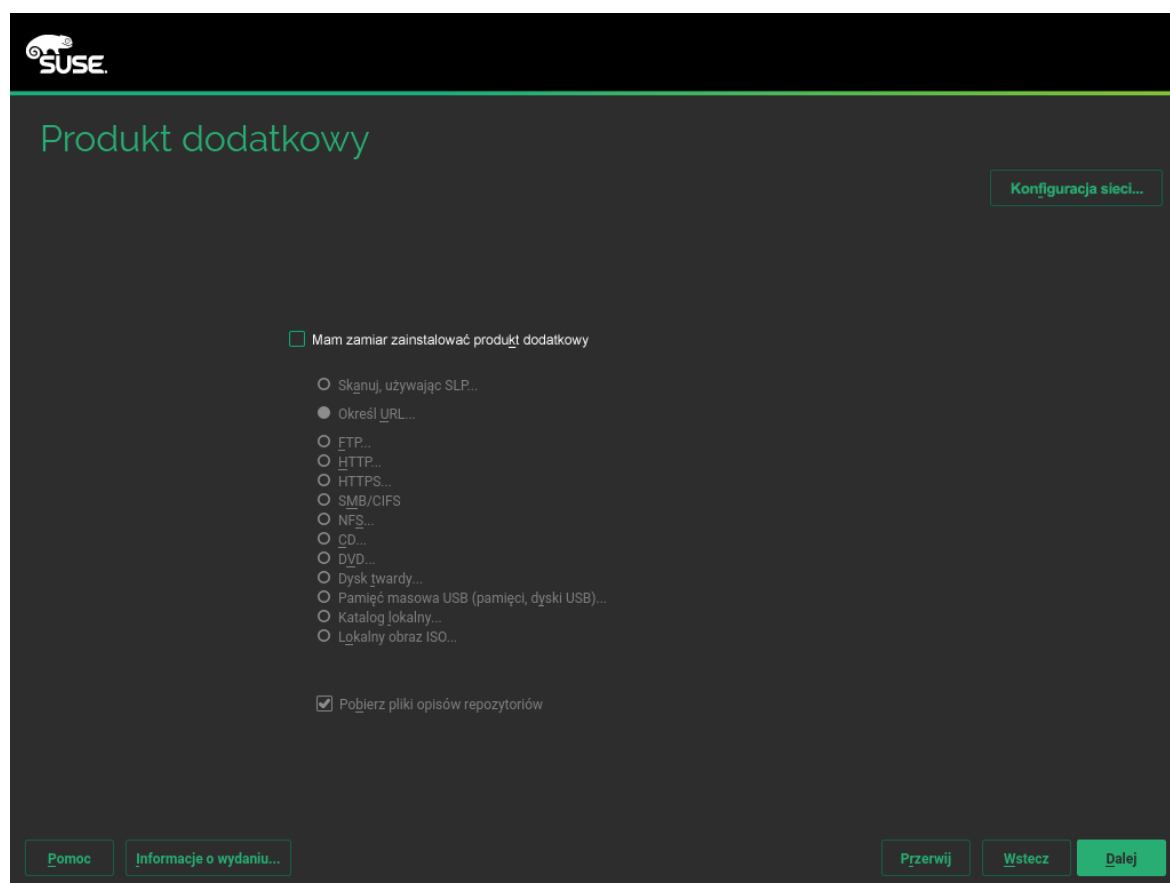 SUSE.
Produkt dodatkowy
Konfiguracja sieci...
Mam zamiar zainstalować produkt dodatkowy
Skanuj, używając SLP...
Określ URL...
FTP...
HTTP...
HTTPS...
SMB/CIFS
NFS...
CD...
DVD...
Dysk twardy...
Pamięć masowa USB (pamięci, dyski USB)...
Katalog lokalny...
Lokalny obraz ISO...
Pobierz pliki opisów repozytoriów
Pomoc Informacje o wydaniu... Przerwij Wstecz Dalej